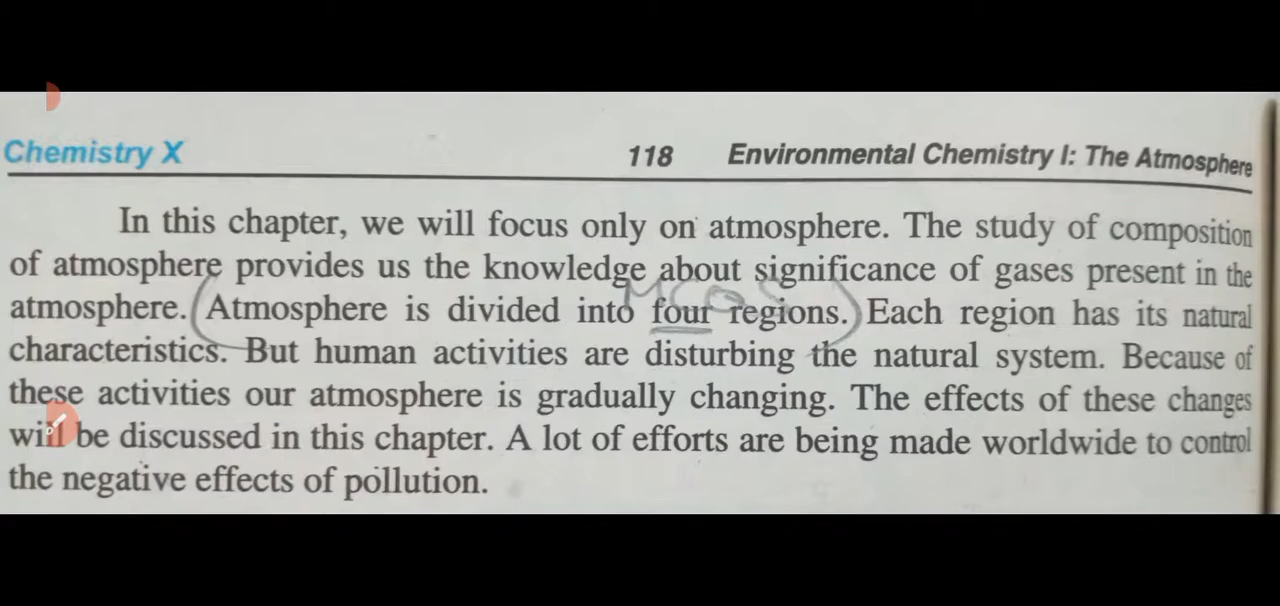 Chemistry X 118 Environmental Chemistry I: The Atmosphere
In this chapter, we will focus only on atmosphere. The study of composition
of atmosphere provides us the knowledge about significance of gases present in the
atmosphere. (Atmosphere is divided into four regions.) Each region has its natural
MCQS
characteristics. But human activities are disturbing the natural system. Because of
these activities our atmosphere is gradually changing. The effects of these changes
will be discussed in this chapter. A lot of efforts are being made worldwide to control
the negative effects of pollution.